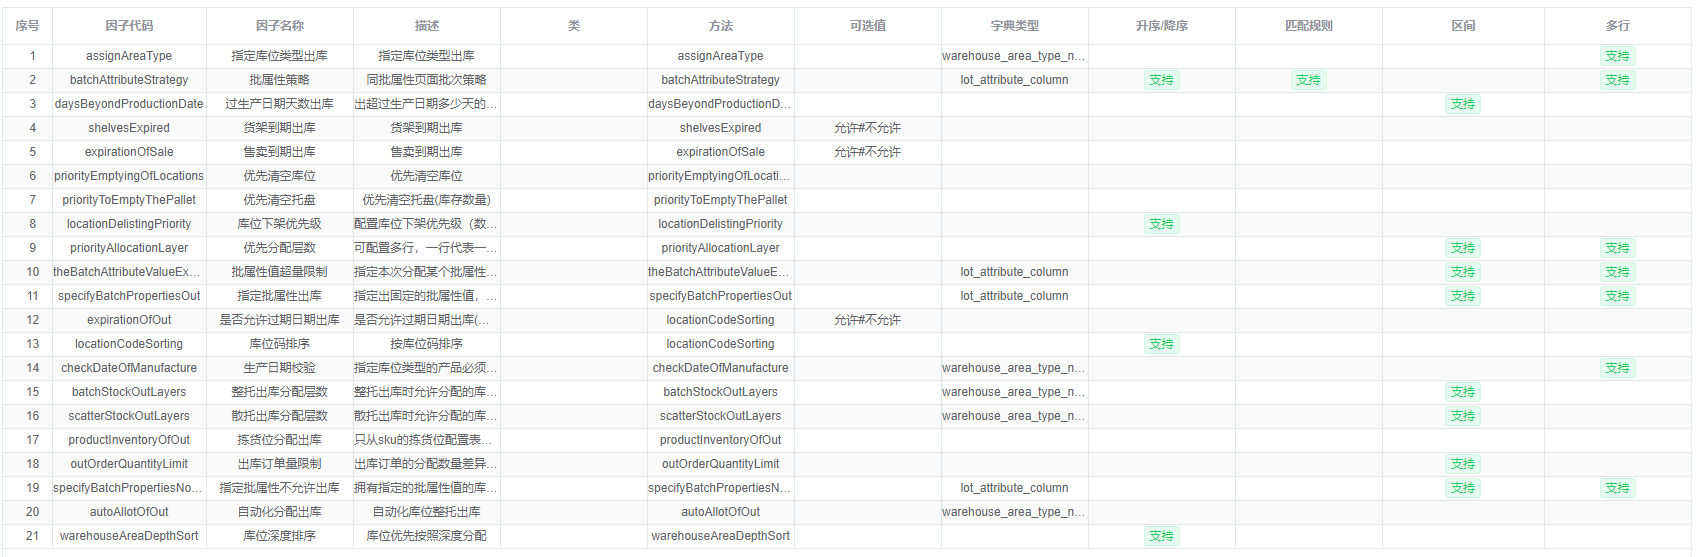 序号 因子代码 因子名称 描述 类 方法 可选值 字典类型 升序/降序 匹配规则 区间 多行
1 assignAreaType 指定库位类型出库 指定库位类型出库 assignAreaType warehouse_area_type_n... 支持
2 batchAttributeStrategy 批属性策略 同批属性页面批次策略 batchAttributeStrategy lot_attribute_column 支持 支持 支持
3 daysBeyondProductionDate 过生产日期天数出库 出超过生产日期多少天的... daysBeyondProductionD... 支持
4 shelvesExpired 货架到期出库 货架到期出库 shelvesExpired 允许#不允许
5 expirationOfSale 售卖到期出库 售卖到期出库 expirationOfSale 允许#不允许
6 priorityEmptyingOfLocations 优先清空库位 优先清空库位 priorityEmptyingOfLocati...
7 priorityToEmptyThePallet 优先清空托盘 优先清空托盘(库存数量) priorityToEmptyThePallet
8 locationDelistingPriority 库位下架优先级 配置库位下架优先级（数... locationDelistingPriority 支持
9 priorityAllocationLayer 优先分配层数 可配置多行，一行代表一... priorityAllocationLayer 支持 支持
10 theBatchAttributeValueEx... 批属性值超量限制 指定本次分配某个批属性... theBatchAttributeValueE... lot_attribute_column 支持 支持
11 specifyBatchPropertiesOut 指定批属性出库 指定出固定的批属性值，... specifyBatchPropertiesOut lot_attribute_column 支持 支持
12 expirationOfOut 是否允许过期日期出库 是否允许过期日期出库(... locationCodeSorting 允许#不允许
13 locationCodeSorting 库位码排序 按库位码排序 locationCodeSorting 支持
14 checkDateOfManufacture 生产日期校验 指定库位类型的产品必须... checkDateOfManufacture warehouse_area_type_n... 支持
15 batchStockOutLayers 整托出库分配层数 整托出库时允许分配的库... batchStockOutLayers warehouse_area_type_n... 支持
16 scatterStockOutLayers 散托出库分配层数 散托出库时允许分配的库... scatterStockOutLayers warehouse_area_type_n... 支持
17 productInventoryOfOut 拣货位分配出库 只从sku的拣货位配置表... productInventoryOfOut
18 outOrderQuantityLimit 出库订单量限制 出库订单的分配数量差异... outOrderQuantityLimit 支持
19 specifyBatchPropertiesNo... 指定批属性不允许出库 拥有指定的批属性值的库... specifyBatchPropertiesN... lot_attribute_column 支持 支持
20 autoAllotOfOut 自动化分配出库 自动化库位整托出库 autoAllotOfOut warehouse_area_type_n...
21 warehouseAreaDepthSort 库位深度排序 库位优先按照深度分配 warehouseAreaDepthSort 支持